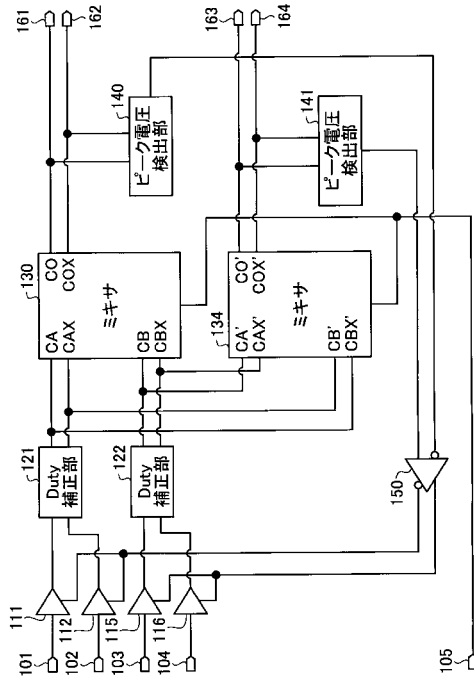 161
162
163
164
140
ピーク電圧
検出部
141
ピーク電圧
検出部
130
CA
CAX
CB
CBX
CO
COX
ミキサ
134
CA'
CAX'
CB'
CBX'
CO'
COX'
ミキサ
121
Duty
補正部
122
Duty
補正部
150
111
112
115
116
101
102
103
104
105